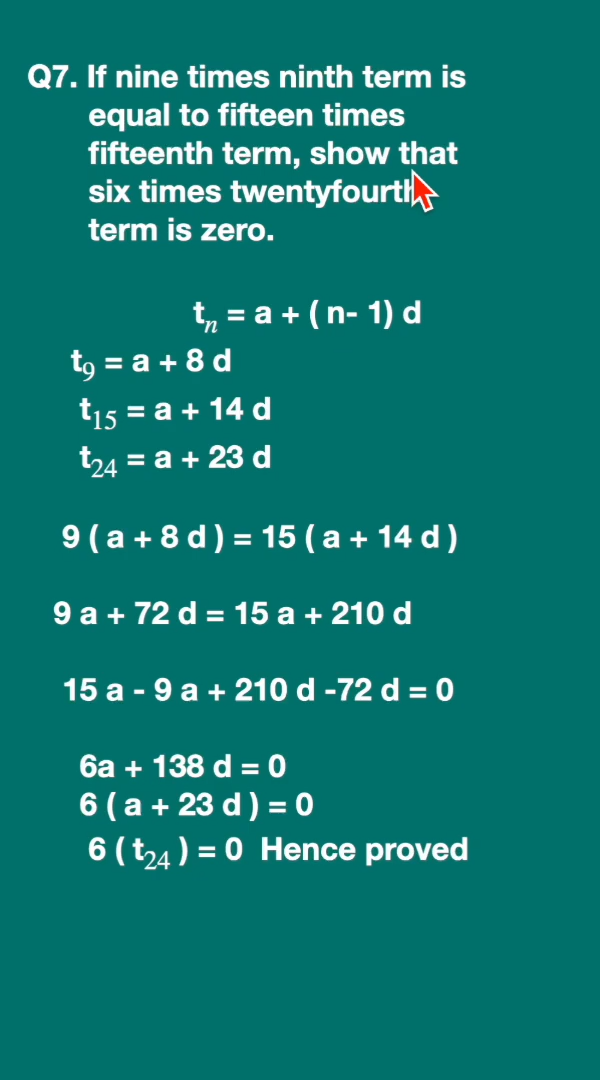 Q7. If nine times ninth term is
equal to fifteen times
fifteenth term, show that
six times twentyfourth
term is zero.
tₙ = a + ( n- 1) d
t₉ = a + 8 d
t₁₅ = a + 14 d
t₂₄ = a + 23 d
9 ( a + 8 d ) = 15 ( a + 14 d )
9 a + 72 d = 15 a + 210 d
15 a - 9 a + 210 d -72 d = 0
6a + 138 d = 0
6 ( a + 23 d ) = 0
6 ( t₂₄ ) = 0 Hence proved